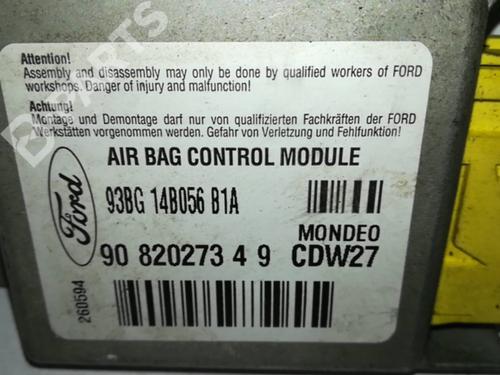 Attention!
Assembly and disassembly may only be done by qualified workers of FORD
workshops. Danger of injury and malfunction!
Achtung!
Montage und Demontage darf nur von qualifizierten Fachkräften der FORD
Werkstätten vorgenommen werden. Gefahr von Verletzung und Fehlfunktion!
AIR BAG CONTROL MODULE
Ford
93BG 14B056 B1A
MONDEO
90 820273 4 9 CDW27
260594
PARTS